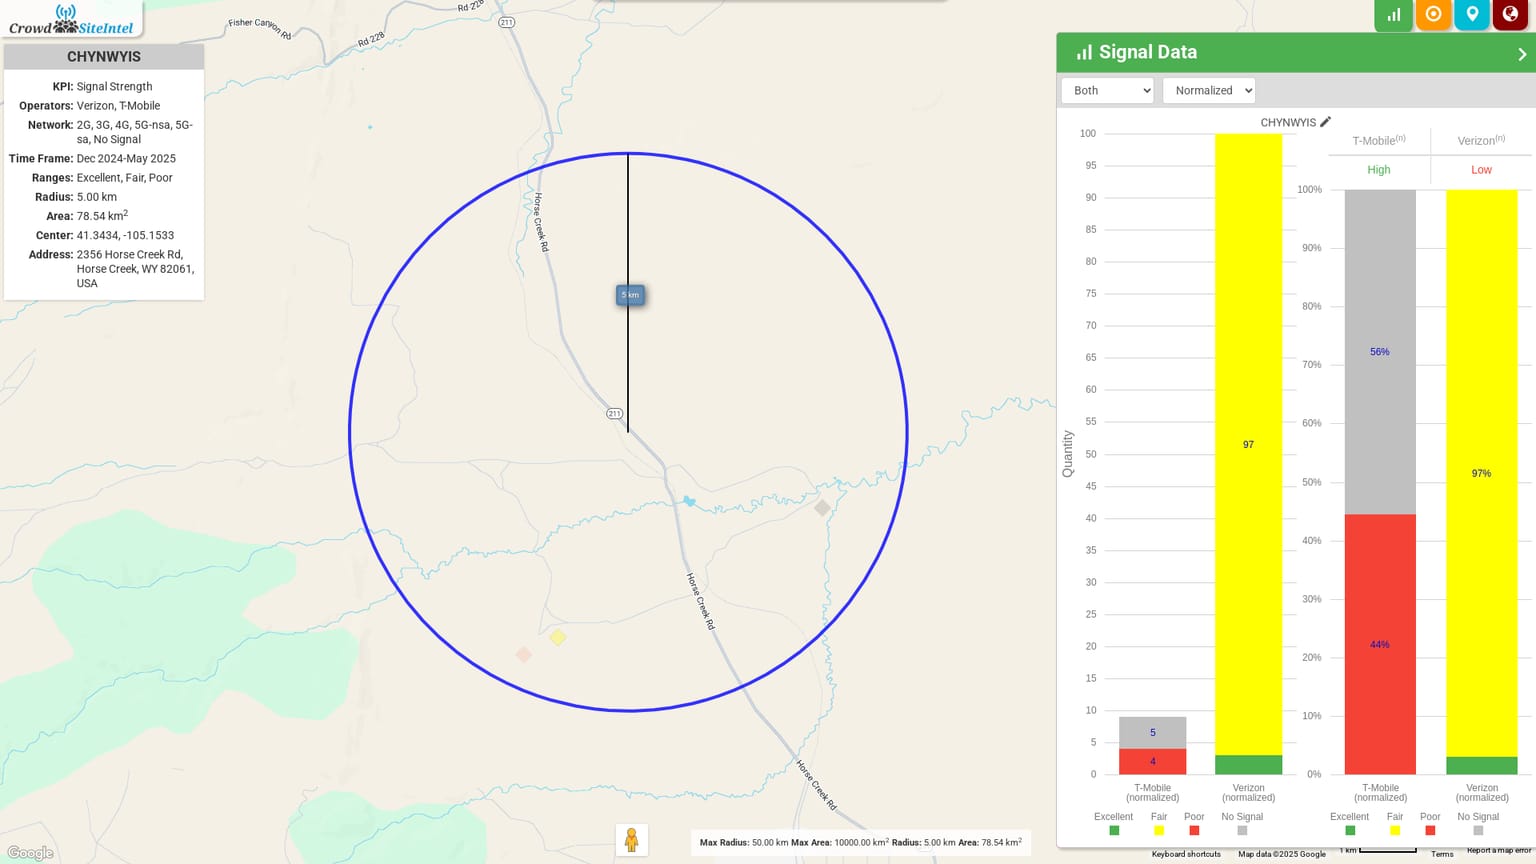 Crowd SiteIntel
CHYNWYIS
KPI: Signal Strength
Operators: Verizon, T-Mobile
Network: 2G, 3G, 4G, 5G-nsa, 5G-
sa, No Signal
Time Frame: Dec 2024-May 2025
Ranges: Excellent, Fair, Poor
Radius: 5.00 km
Area: 78.54 km2
Center: 41.3434, -105.1533
Address: 2356 Horse Creek Rd,
Horse Creek, WY 82061,
USA
Fisher Canyon Rd
Rd 228
Rd 228
211
Horse Creek Rd
5 km
211
Horse Creek Rd
Horse Creek Rd
Google
Max Radius: 50.00 km Max Area: 10000.00 km2 Radius: 5.00 km Area: 78.54 km2
Signal Data
Both
Normalized
CHYNWYIS
Quantity
100
95
90
85
80
75
70
65
60
55
50
45
40
35
30
25
20
15
10
5
0
5
4
97
T-Mobile
(normalized)
Verizon
(normalized)
Excellent Fair Poor No Signal
T-Mobile(n) Verizon(n)
High Low
100%
90%
80%
70%
60%
50%
40%
30%
20%
10%
0%
56%
44%
97%
T-Mobile
(normalized)
Verizon
(normalized)
Excellent Fair Poor No Signal
Keyboard shortcuts Map data ©2025 Google 1 km Terms Report a map error